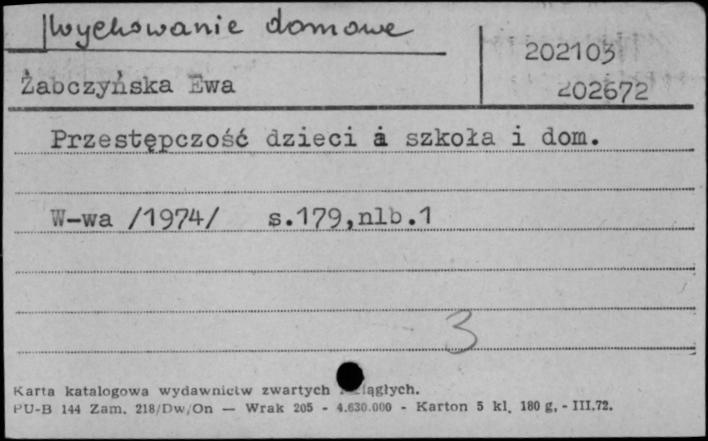 Wychowanie domowe
202103
Żabczyńska Ewa
202672
Przestępczość dzieci a szkoła i dom.
W-wa /1974/ s.179,nlb.1
3
Karta katalogowa wydawnictw zwartych ciągłych.
PU-B 144 Zam. 218/Dw/On — Wrak 205 - 4.630.000 - Karton 5 kl. 180 g. - III.72.